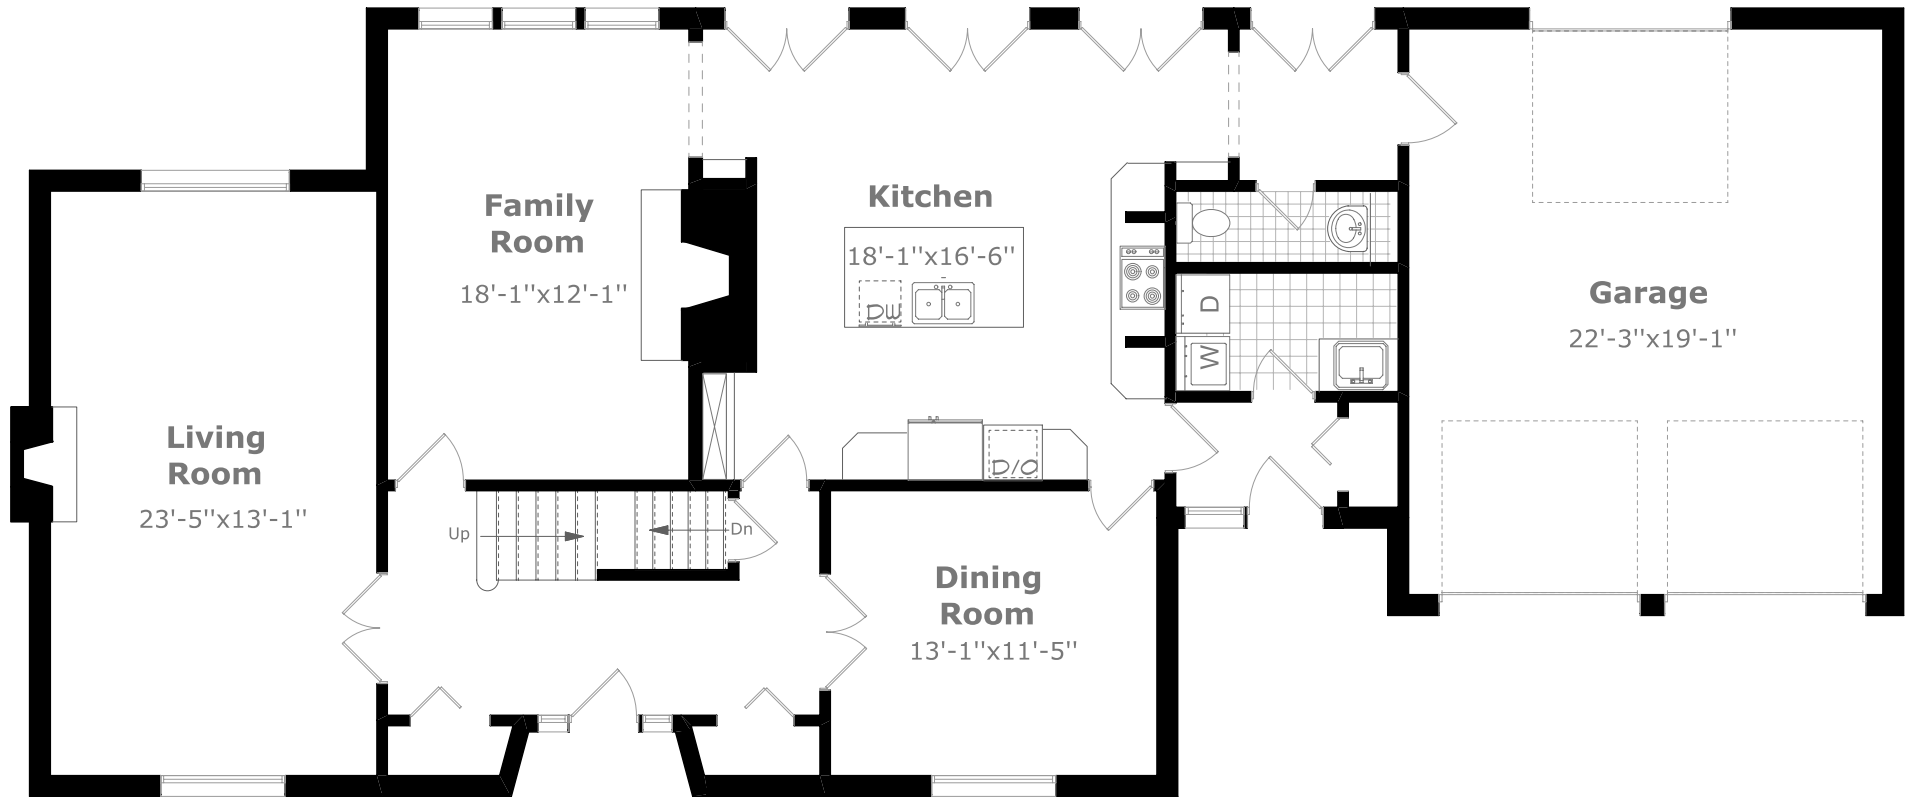 Family
Room
18'-1"x12'-1"
Kitchen
18'-1"x16'-6"
DW
D
W
Garage
22'-3"x19'-1"
Living
Room
23'-5"x13'-1"
D/O
Up
Dn
Dining
Room
13'-1"x11'-5"